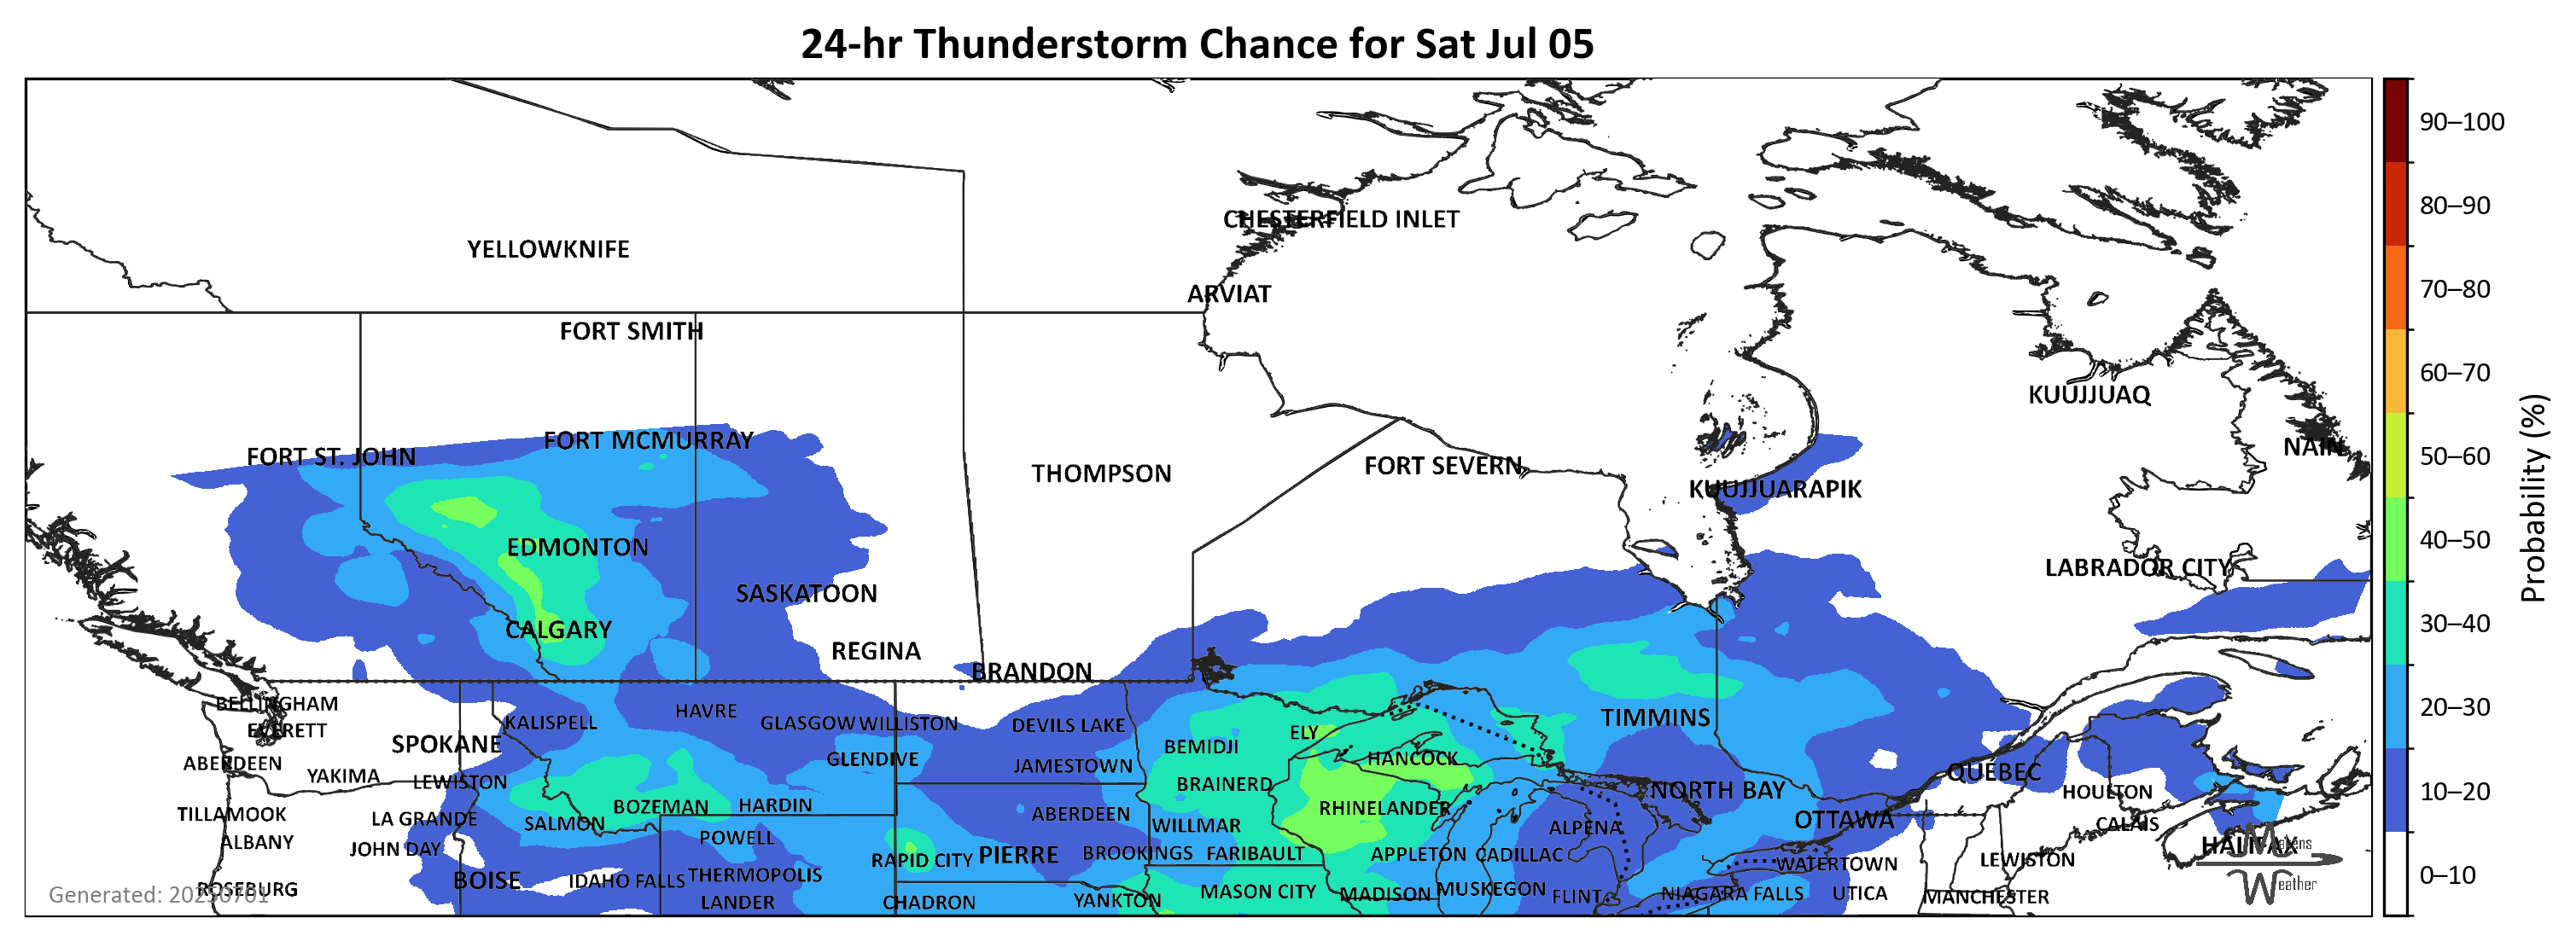 24-hr Thunderstorm Chance for Sat Jul 05
90–100
80–90
70–80
60–70
50–60
40–50
30–40
20–30
10–20
0–10
Probability (%)
CHESTERFIELD INLET
YELLOWKNIFE
ARVIAT
FORT SMITH
KUUJJUAQ
FORT MCMURRAY
NAIN
FORT ST. JOHN
FORT SEVERN
THOMPSON
KUUJJUARAPIK
EDMONTON
LABRADOR CITY
SASKATOON
CALGARY
REGINA
BRANDON
BELLINGHAM
HAVRE
TIMMINS
KALISPELL
GLASGOW
WILLISTON
DEVILS LAKE
EVERETT
ELY
SPOKANE
BEMIDJI
GLENDIVE
HANCOCK
ABERDEEN
JAMESTOWN
QUEBEC
YAKIMA
LEWISTON
BRAINERD
NORTH BAY
HOULTON
BOZEMAN
HARDIN
RHINELANDER
TILLAMOOK
ABERDEEN
LA GRANDE
OTTAWA
SALMON
WILLMAR
ALPENA
CALAIS
POWELL
ALBANY
HALIFAX
JOHN DAY
BROOKINGS
FARIBAULT
APPLETON
CADILLAC
PIERRE
RAPID CITY
WATERTOWN
LEWISTON
THERMOPOLIS
BOISE
IDAHO FALLS
ROSEBURG
MASON CITY
MADISON
MUSKEGON
NIAGARA FALLS
UTICA
FLINT
MANCHESTER
LANDER
CHADRON
YANKTON
Generated: 20250701
Makens
Weather